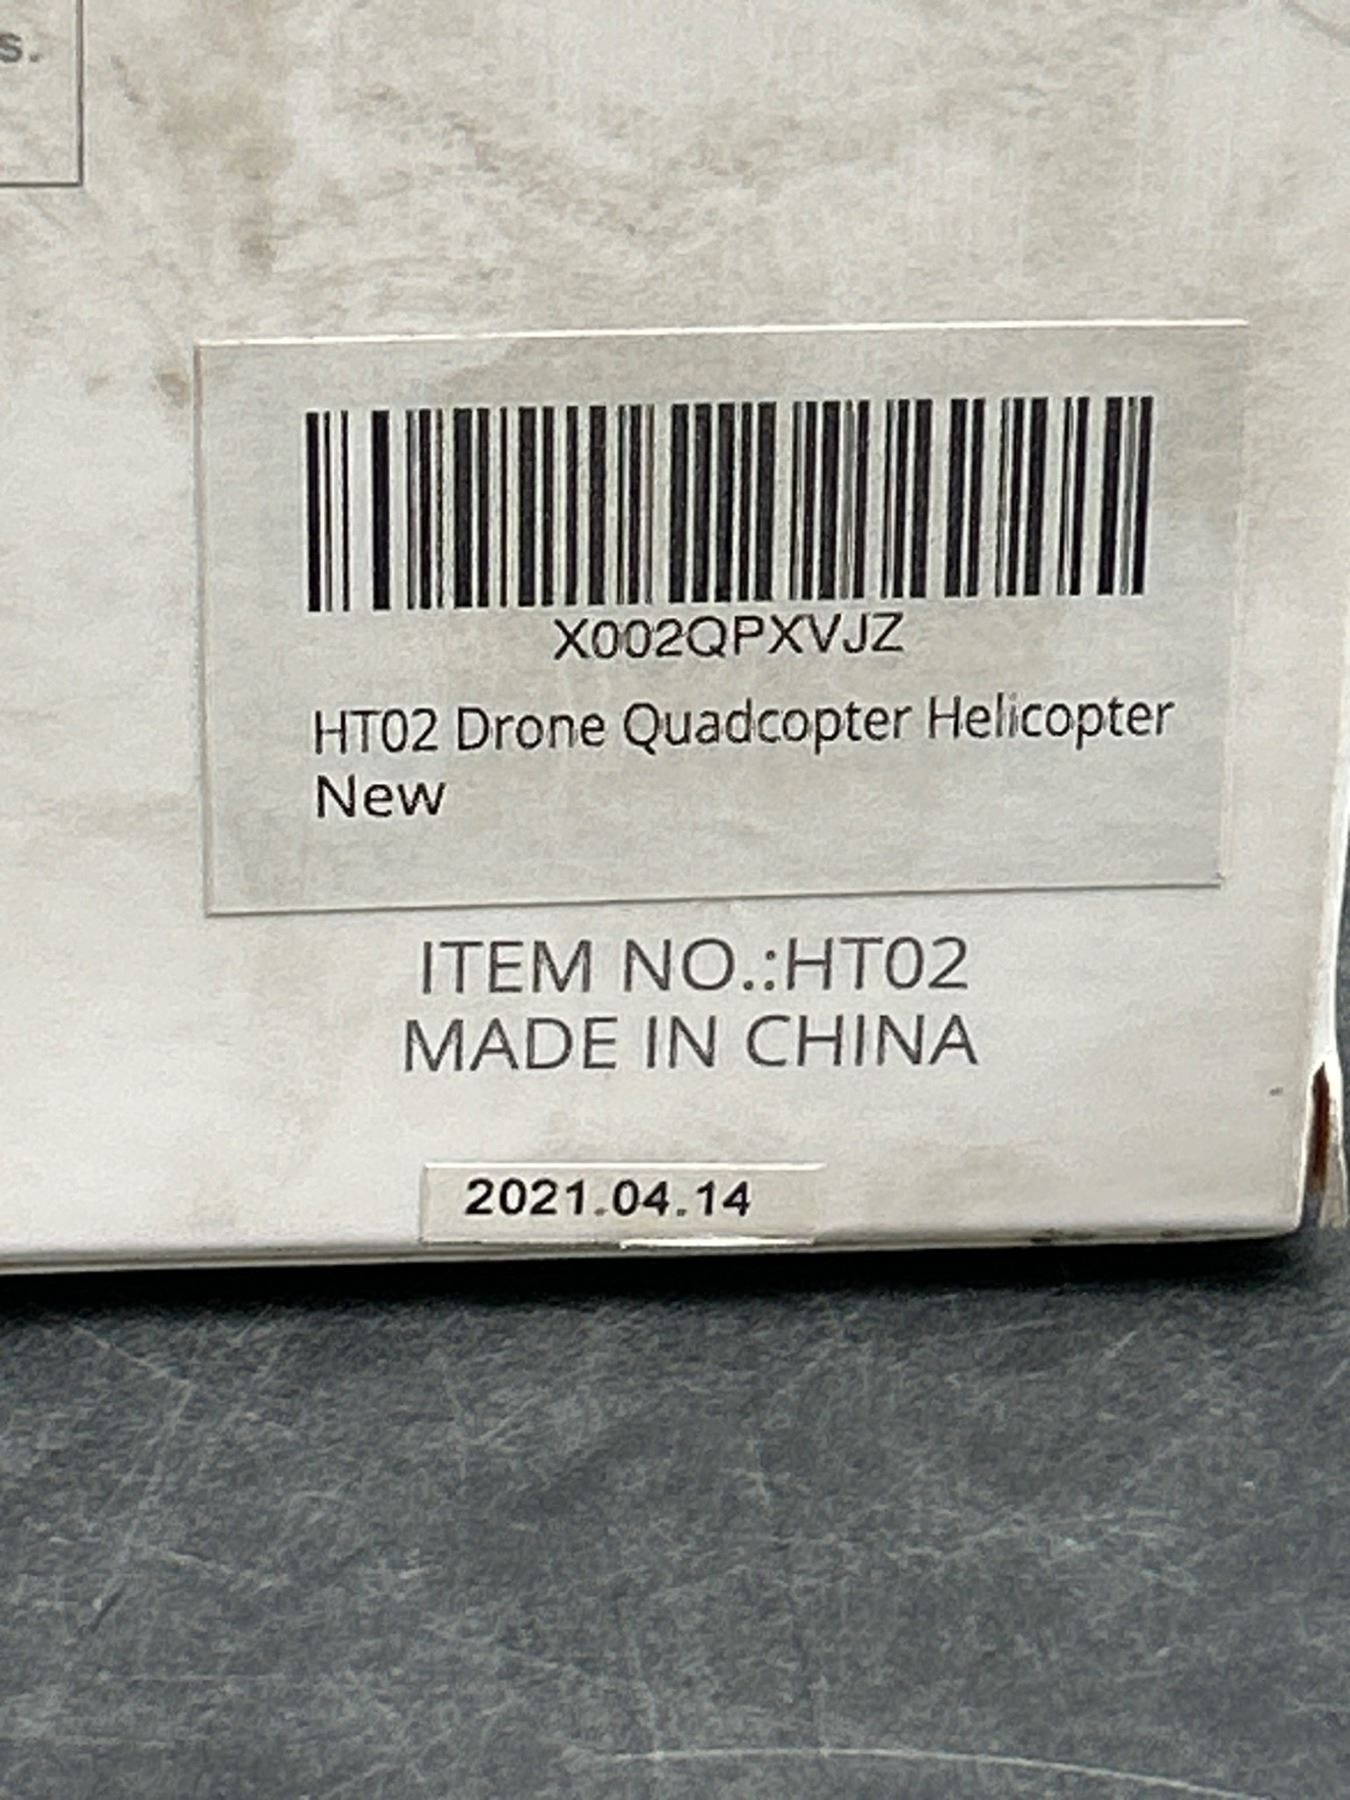 s.
X002QPXVJZ
HT02 Drone Quadcopter Helicopter
New
ITEM NO.:HT02
MADE IN CHINA
2021.04.14